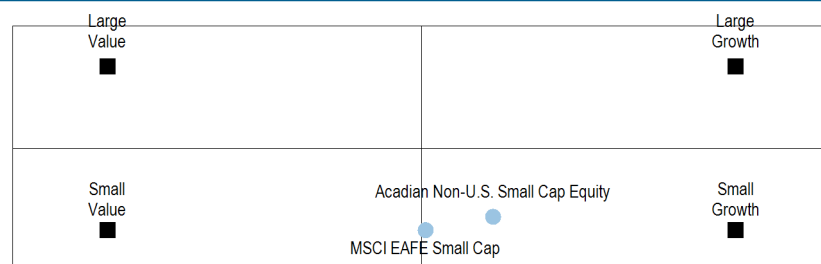 Large
Value
Large
Growth
Small
Value
Acadian Non-U.S. Small Cap Equity
Small
Growth
MSCI EAFE Small Cap